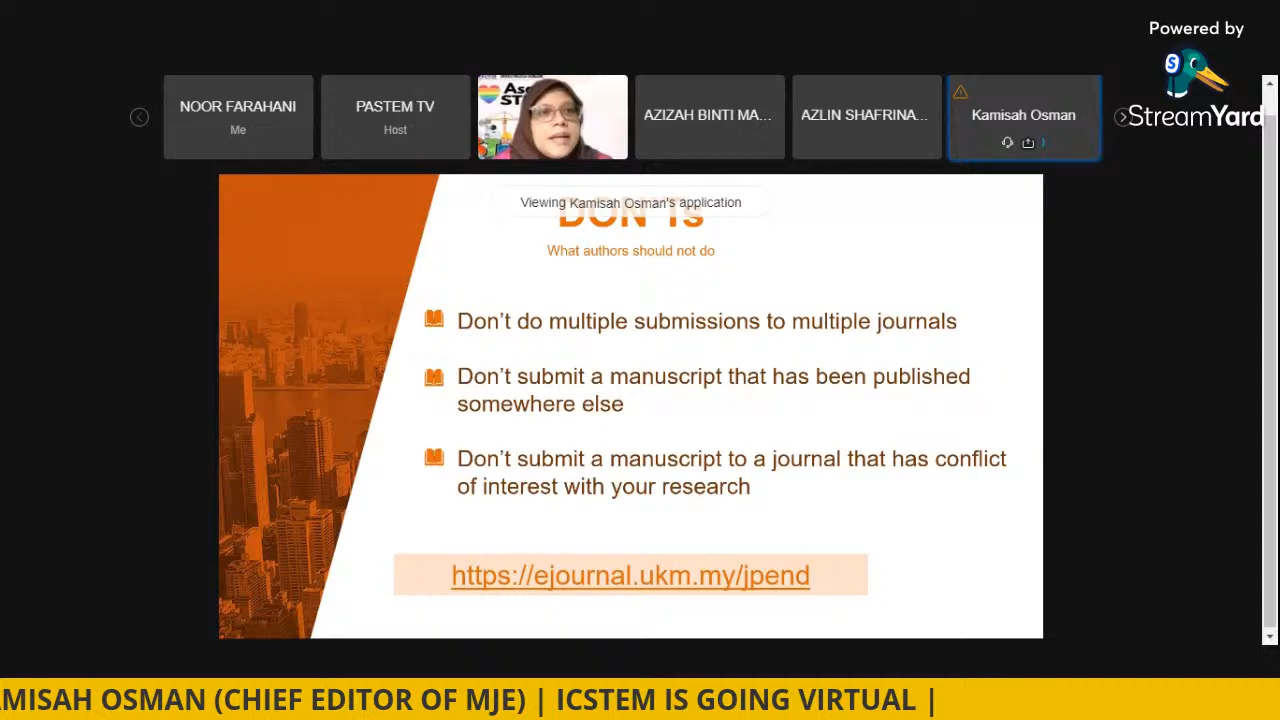 Powered by
StreamYard
NOOR FARAHANI
Me
PASTEM TV
Host
AZIZAH BINTI MA...
AZLIN SHAFRINA...
Kamisah Osman
Viewing Kamisah Osman's application
DON'Ts
What authors should not do
Don't do multiple submissions to multiple journals
Don't submit a manuscript that has been published
somewhere else
Don't submit a manuscript to a journal that has conflict
of interest with your research
https://ejournal.ukm.my/jpend
AMISAH OSMAN (CHIEF EDITOR OF MJE) | ICSTEM IS GOING VIRTUAL |